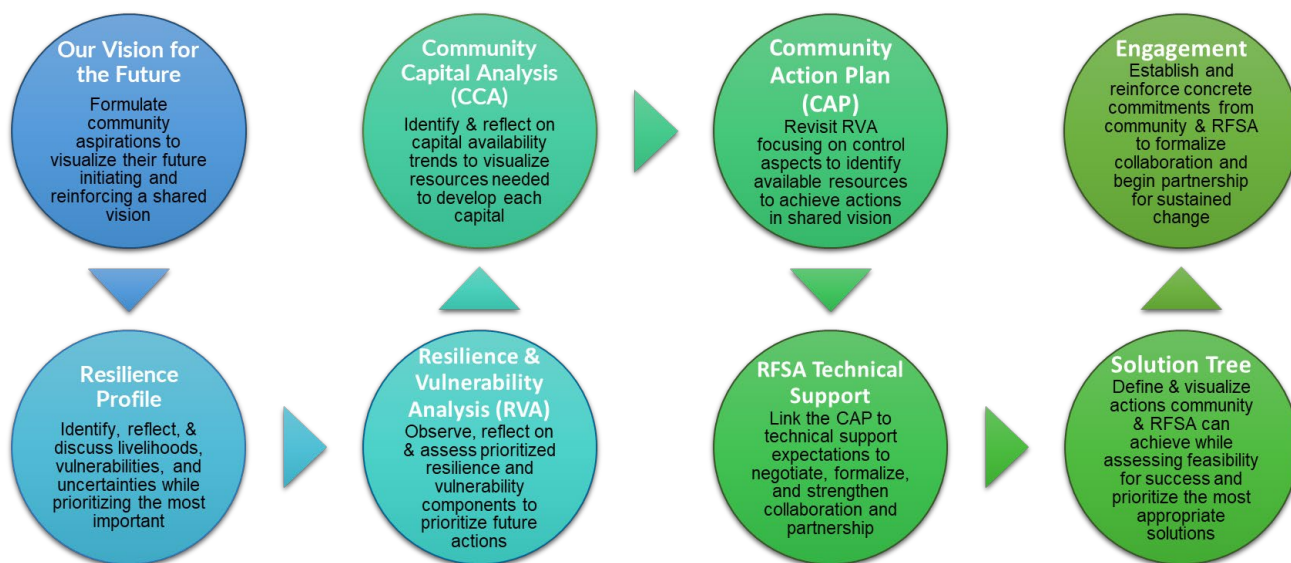 Our Vision for
the Future
Formulate
community
aspirations to
visualize their future
initiating and
reinforcing a shared
vision
Resilience
Profile
Identify, reflect, &
discuss livelihoods,
vulnerabilities, and
uncertainties while
prioritizing the most
important
Resilience &
Vulnerability
Analysis (RVA)
Observe, reflect on
& assess prioritized
resilience and
vulnerability
components to
prioritize future
actions
Community
Capital Analysis
(CCA)
Identify & reflect on
capital availability
trends to visualize
resources needed
to develop each
capital
Community
Action Plan
(CAP)
Revisit RVA
focusing on control
aspects to identify
available resources
to achieve actions
in shared vision
RFSA Technical
Support
Link the CAP to
technical support
expectations to
negotiate, formalize,
and strengthen
collaboration and
partnership
Solution Tree
Define & visualize
actions community
& RFSA can
achieve while
assessing feasibility
for success and
prioritize the most
appropriate
solutions
Engagement
Establish and
reinforce concrete
commitments from
community & RFSA
to formalize
collaboration and
begin partnership
for sustained
change